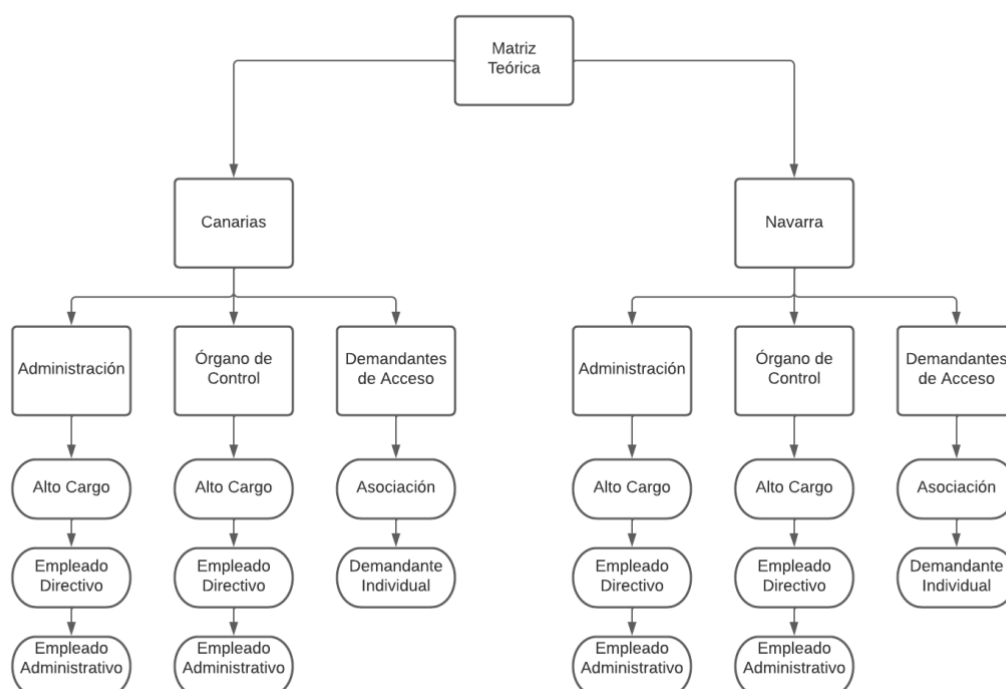 Matriz
Teórica
Canarias
Navarra
Administración
Órgano de
Control
Demandantes
de Acceso
Administración
Órgano de
Control
Demandantes
de Acceso
Alto Cargo
Alto Cargo
Asociación
Alto Cargo
Alto Cargo
Asociación
Empleado
Directivo
Empleado
Directivo
Demandante
Individual
Empleado
Directivo
Empleado
Directivo
Demandante
Individual
Empleado
Administrativo
Empleado
Administrativo
Empleado
Administrativo
Empleado
Administrativo